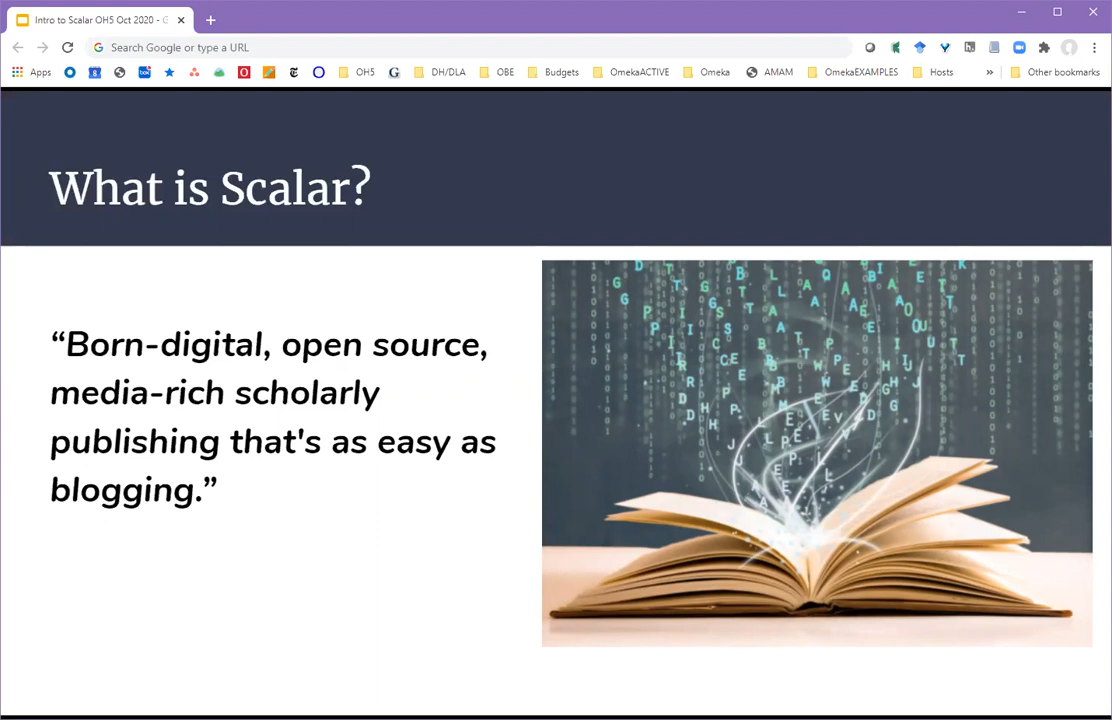 Intro to Scalar OH5 Oct 2020 - G
Search Google or type a URL
Apps
OH5
DH/DLA
OBE
Budgets
OmekaACTIVE
Omeka
AMAM
OmekaEXAMPLES
Hosts
»
Other bookmarks
What is Scalar?
“Born-digital, open source,
media-rich scholarly
publishing that's as easy as
blogging.”